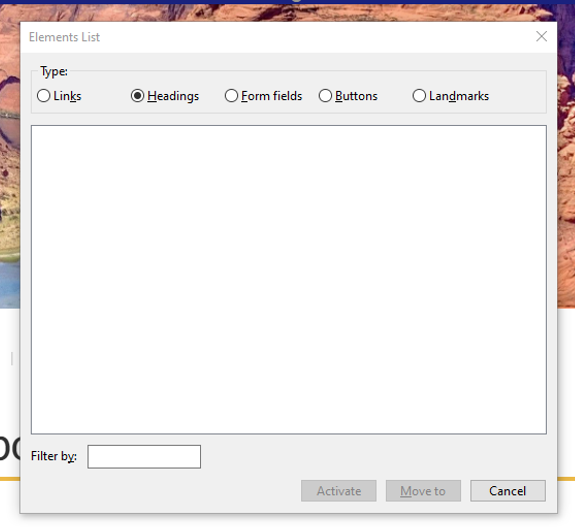 Elements List
Type:
Links Headings Form fields Buttons Landmarks
Filter by:
Activate Move to Cancel